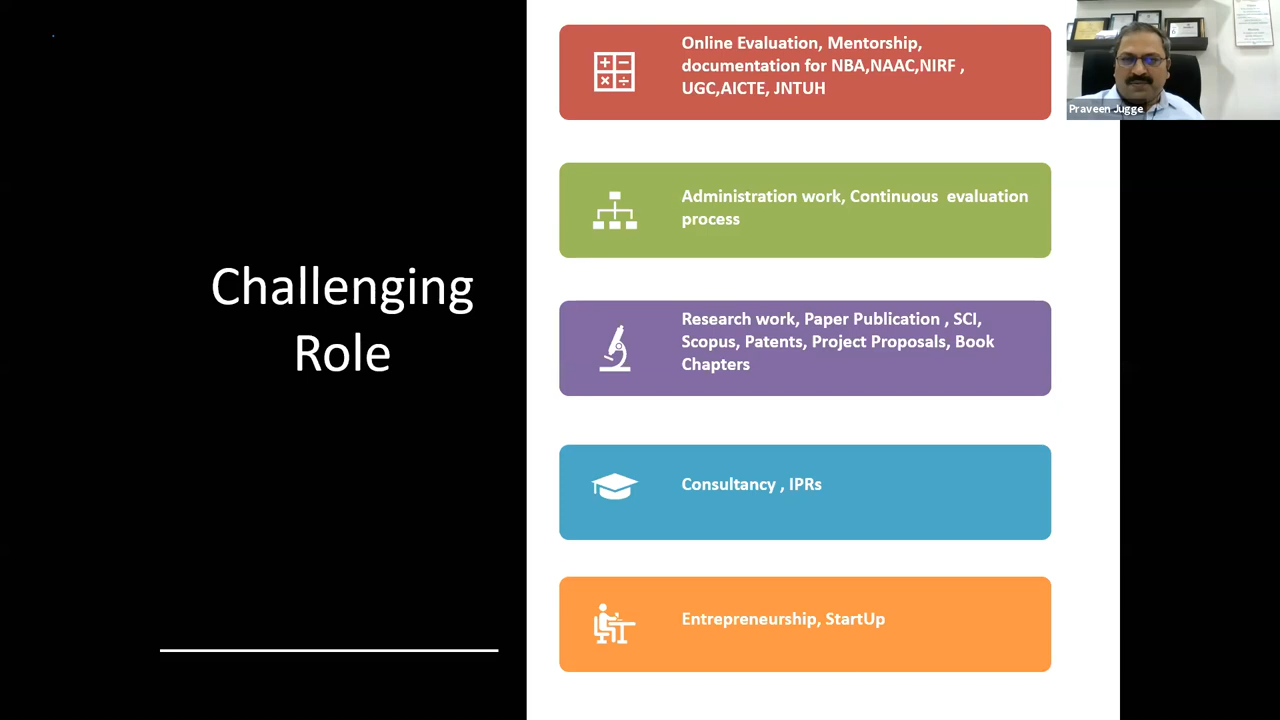 Challenging
Role
Online Evaluation, Mentorship,
documentation for NBA,NAAC,NIRF ,
UGC,AICTE, JNTUH
Administration work, Continuous evaluation
process
Research work, Paper Publication , SCI,
Scopus, Patents, Project Proposals, Book
Chapters
Consultancy , IPRs
Entrepreneurship, StartUp
Praveen Jugge